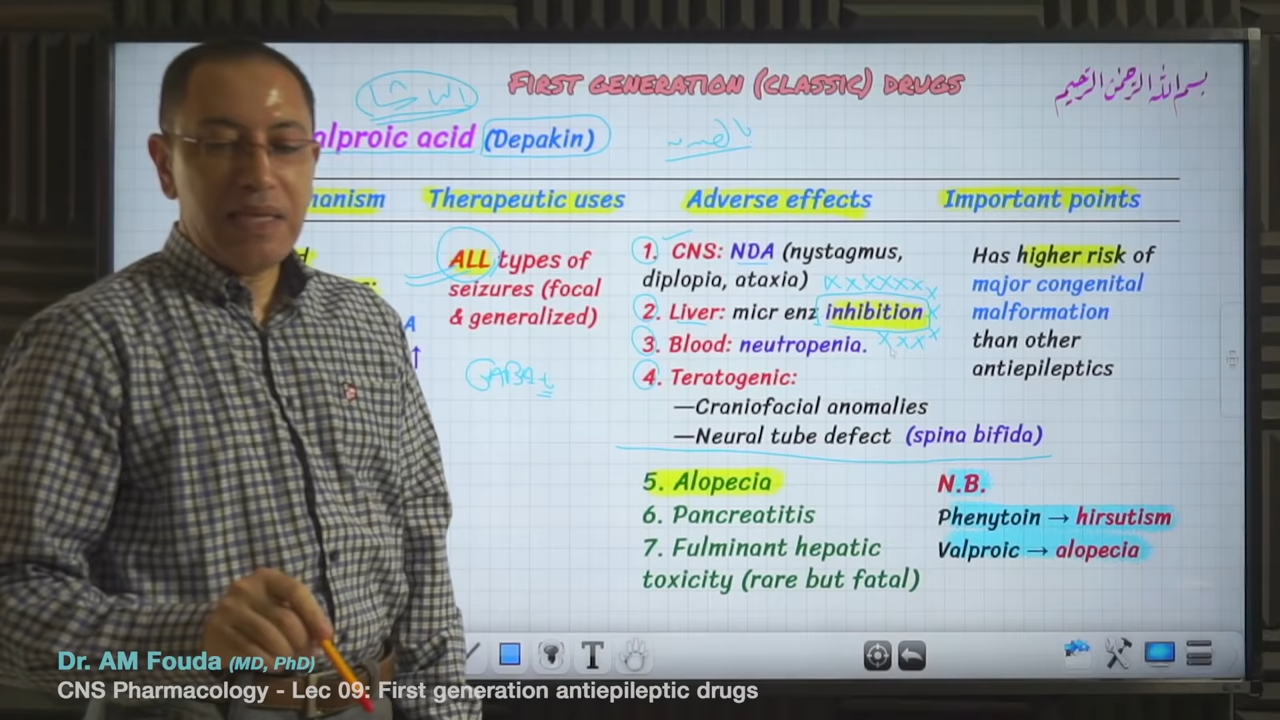 FIRST GENERATION (CLASSIC) DRUGS
بسم الله الرحمن الرحيم
alproic acid (Depakin)
hanism
Therapeutic uses
Adverse effects
Important points
ALL types of
seizures (focal
& generalized)
GABA t
1. CNS: NDA (nystagmus,
diplopia, ataxia)
2. Liver: micr enz inhibition
3. Blood: neutropenia.
4. Teratogenic:
—Craniofacial anomalies
—Neural tube defect (spina bifida)
5. Alopecia
6. Pancreatitis
7. Fulminant hepatic
toxicity (rare but fatal)
Has higher risk of
major congenital
malformation
than other
antiepileptics
N.B.
Phenytoin → hirsutism
Valproic → alopecia
T
Dr. AM Fouda (MD, PhD)
CNS Pharmacology - Lec 09: First generation antiepileptic drugs